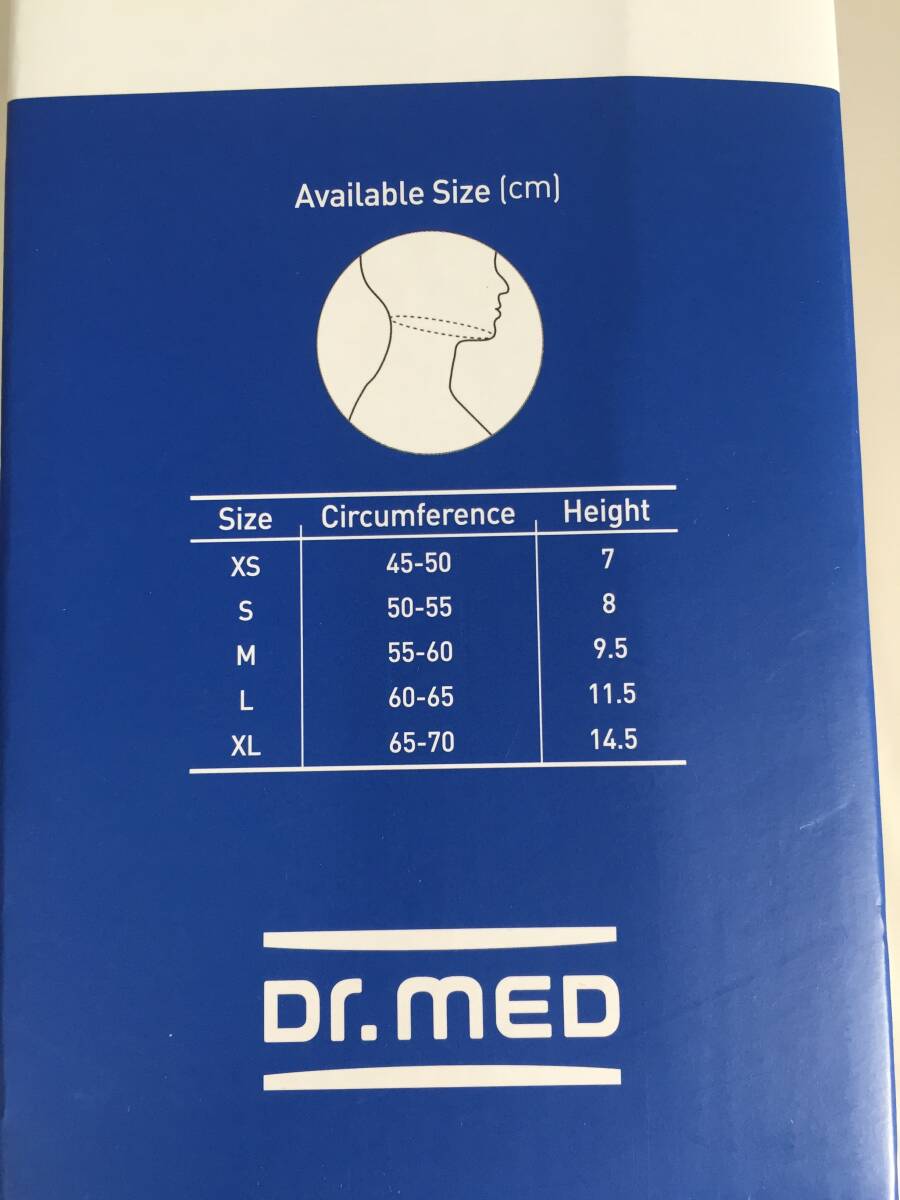 Available Size (cm)
Size Circumference Height
XS 45-50 7
S 50-55 8
M 55-60 9.5
L 60-65 11.5
XL 65-70 14.5
Dr.MED